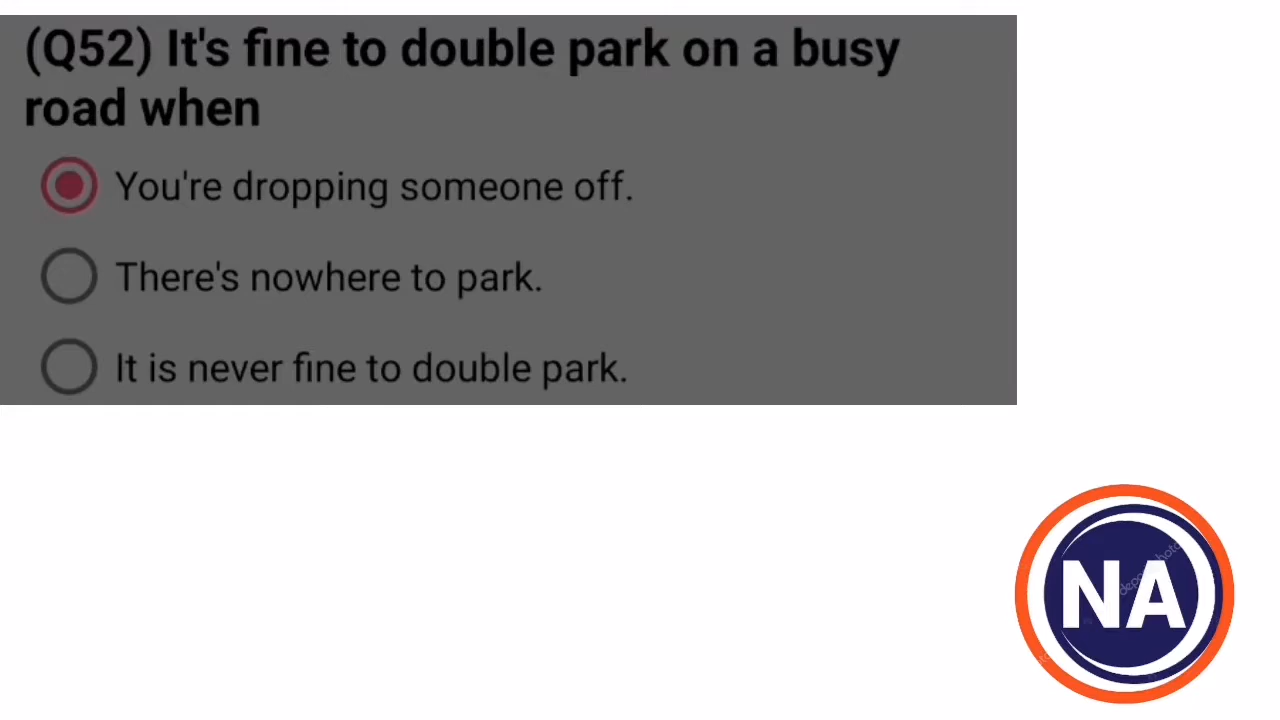 (Q52) It's fine to double park on a busy
road when
You're dropping someone off.
There's nowhere to park.
It is never fine to double park.
NA